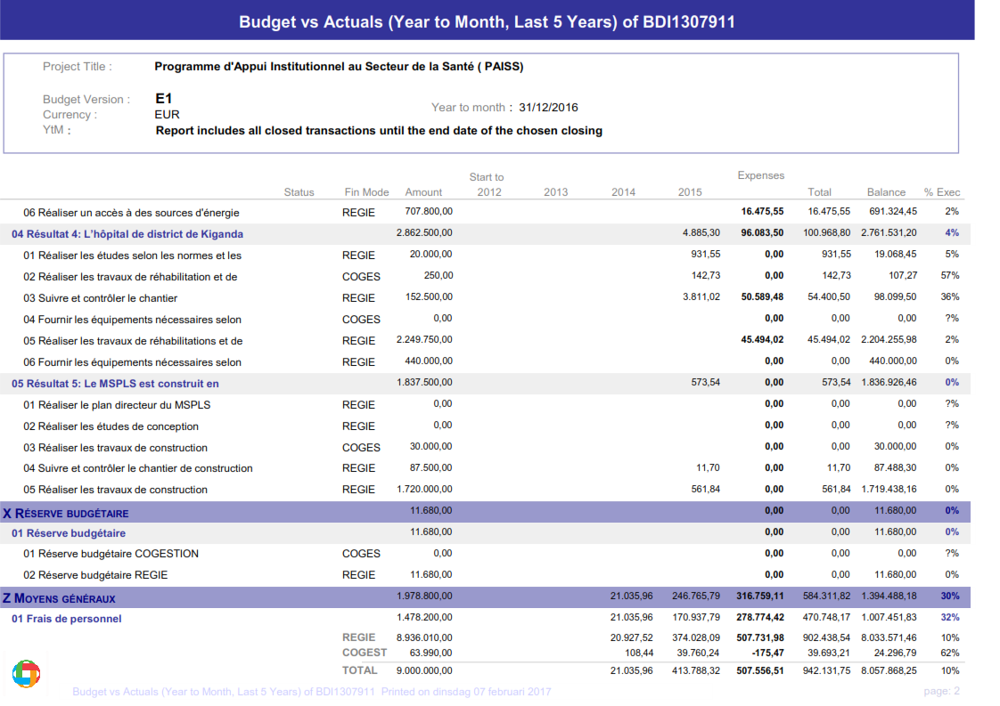 Budget vs Actuals (Year to Month, Last 5 Years) of BDI1307911
Project Title : Programme d'Appui Institutionnel au Secteur de la Santé ( PAISS)
Budget Version : E1
Year to month : 31/12/2016
Currency : EUR
YtM : Report includes all closed transactions until the end date of the chosen closing
Start to Expenses
Status Fin Mode Amount 2012 2013 2014 2015 Total Balance % Exec
06 Réaliser un accès à des sources d'énergie REGIE 707.800,00 16.475,55 16.475,55 691.324,45 2%
04 Résultat 4: L'hôpital de district de Kiganda 2.862.500,00 4.885,30 96.083,50 100.968,80 2.761.531,20 4%
01 Réaliser les études selon les normes et les REGIE 20.000,00 931,55 0,00 931,55 19.068,45 5%
02 Réaliser les travaux de réhabilitation et de COGES 250,00 142,73 0,00 142,73 107,27 57%
03 Suivre et contrôler le chantier REGIE 152.500,00 3.811,02 50.589,48 54.400,50 98.099,50 36%
04 Fournir les équipements nécessaires selon COGES 0,00 0,00 0,00 0,00 ?%
05 Réaliser les travaux de réhabilitations et de REGIE 2.249.750,00 45.494,02 45.494,02 2.204.255,98 2%
06 Fournir les équipements nécessaires selon REGIE 440.000,00 0,00 0,00 440.000,00 0%
05 Résultat 5: Le MSPLS est construit en 1.837.500,00 573,54 0,00 573,54 1.836.926,46 0%
01 Réaliser le plan directeur du MSPLS REGIE 0,00 0,00 0,00 0,00 ?%
02 Réaliser les études de conception REGIE 0,00 0,00 0,00 0,00 ?%
03 Réaliser les travaux de construction COGES 30.000,00 0,00 0,00 30.000,00 0%
04 Suivre et contrôler le chantier de construction REGIE 87.500,00 11,70 0,00 11,70 87.488,30 0%
05 Réaliser les travaux de construction REGIE 1.720.000,00 561,84 0,00 561,84 1.719.438,16 0%
X RÉSERVE BUDGÉTAIRE 11.680,00 0,00 0,00 11.680,00 0%
01 Réserve budgétaire 11.680,00 0,00 0,00 11.680,00 0%
01 Réserve budgétaire COGESTION COGES 0,00 0,00 0,00 0,00 ?%
02 Réserve budgétaire REGIE REGIE 11.680,00 0,00 0,00 11.680,00 0%
Z MOYENS GÉNÉRAUX 1.978.800,00 21.035,96 246.765,79 316.759,11 584.311,82 1.394.488,18 30%
01 Frais de personnel 1.478.200,00 21.035,96 170.937,79 278.774,42 470.748,17 1.007.451,83 32%
REGIE 8.936.010,00 20.927,52 374.028,09 507.731,98 902.438,54 8.033.571,46 10%
COGEST 63.990,00 108,44 39.760,24 -175,47 39.693,21 24.296,79 62%
TOTAL 9.000.000,00 21.035,96 413.788,32 507.556,51 942.131,75 8.057.868,25 10%
Budget vs Actuals (Year to Month, Last 5 Years) of BDI1307911 Printed on dinsdag 07 februari 2017 page: 2